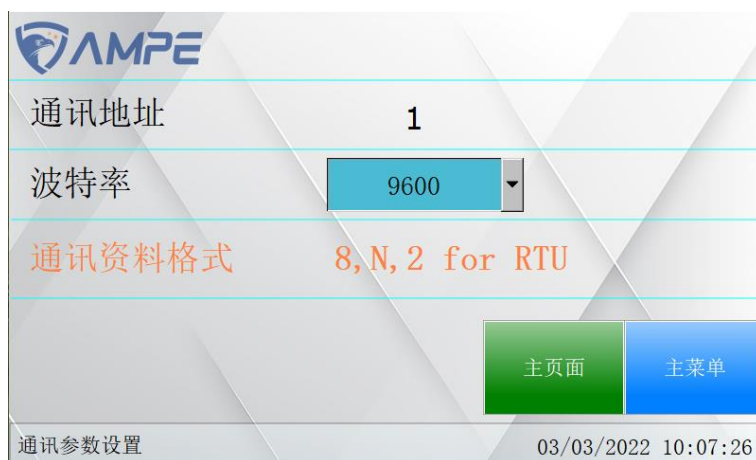 AMPE
通讯地址 1
波特率 9600
通讯资料格式 8,N,2 for RTU
主页面 主菜单
通讯参数设置 03/03/2022 10:07:26